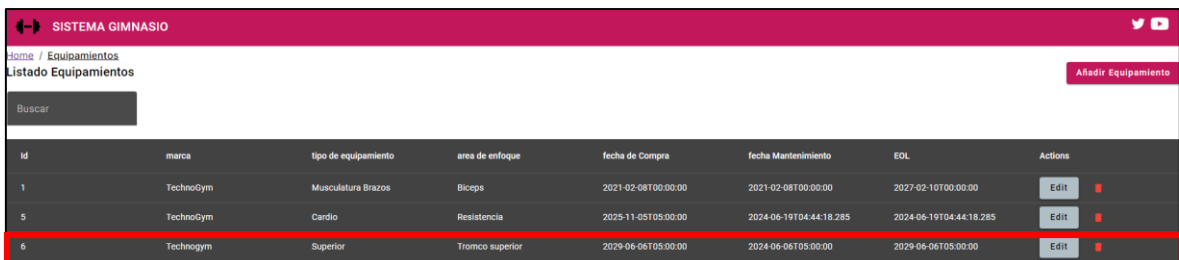 SISTEMA GIMNASIO
Home / Equipamientos
Listado Equipamientos
Añadir Equipamiento
Buscar
Id marca tipo de equipamiento area de enfoque fecha de Compra fecha Mantenimiento EOL Actions
1 TechnoGym Musculatura Brazos Biceps 2021-02-08T00:00:00 2021-02-08T00:00:00 2027-02-10T00:00:00 Edit
5 TechnoGym Cardio Resistencia 2025-11-05T05:00:00 2024-06-19T04:44:18.285 2024-06-19T04:44:18.285 Edit
6 Technogym Superior Tromco superior 2029-06-06T05:00:00 2024-06-06T05:00:00 2029-06-06T05:00:00 Edit